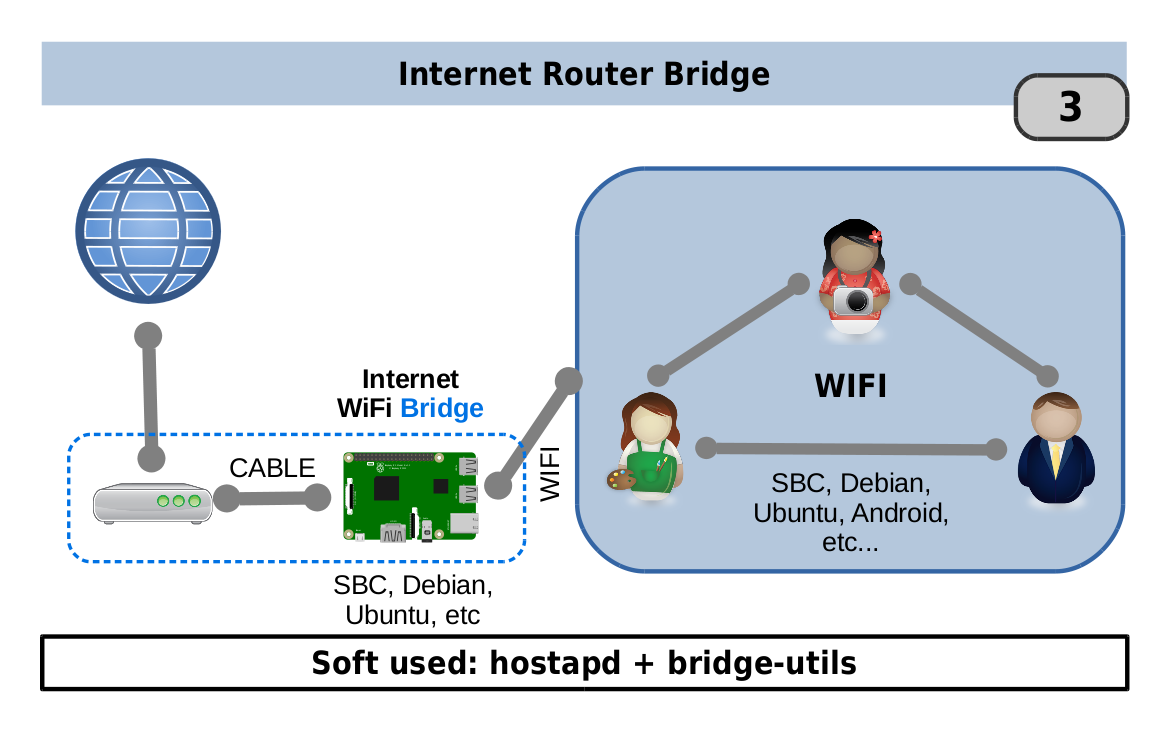 Internet Router Bridge
3
Internet
WiFi Bridge
CABLE
WIFI
SBC, Debian,
Ubuntu, etc
WIFI
SBC, Debian,
Ubuntu, Android,
etc...
Soft used: hostapd + bridge-utils